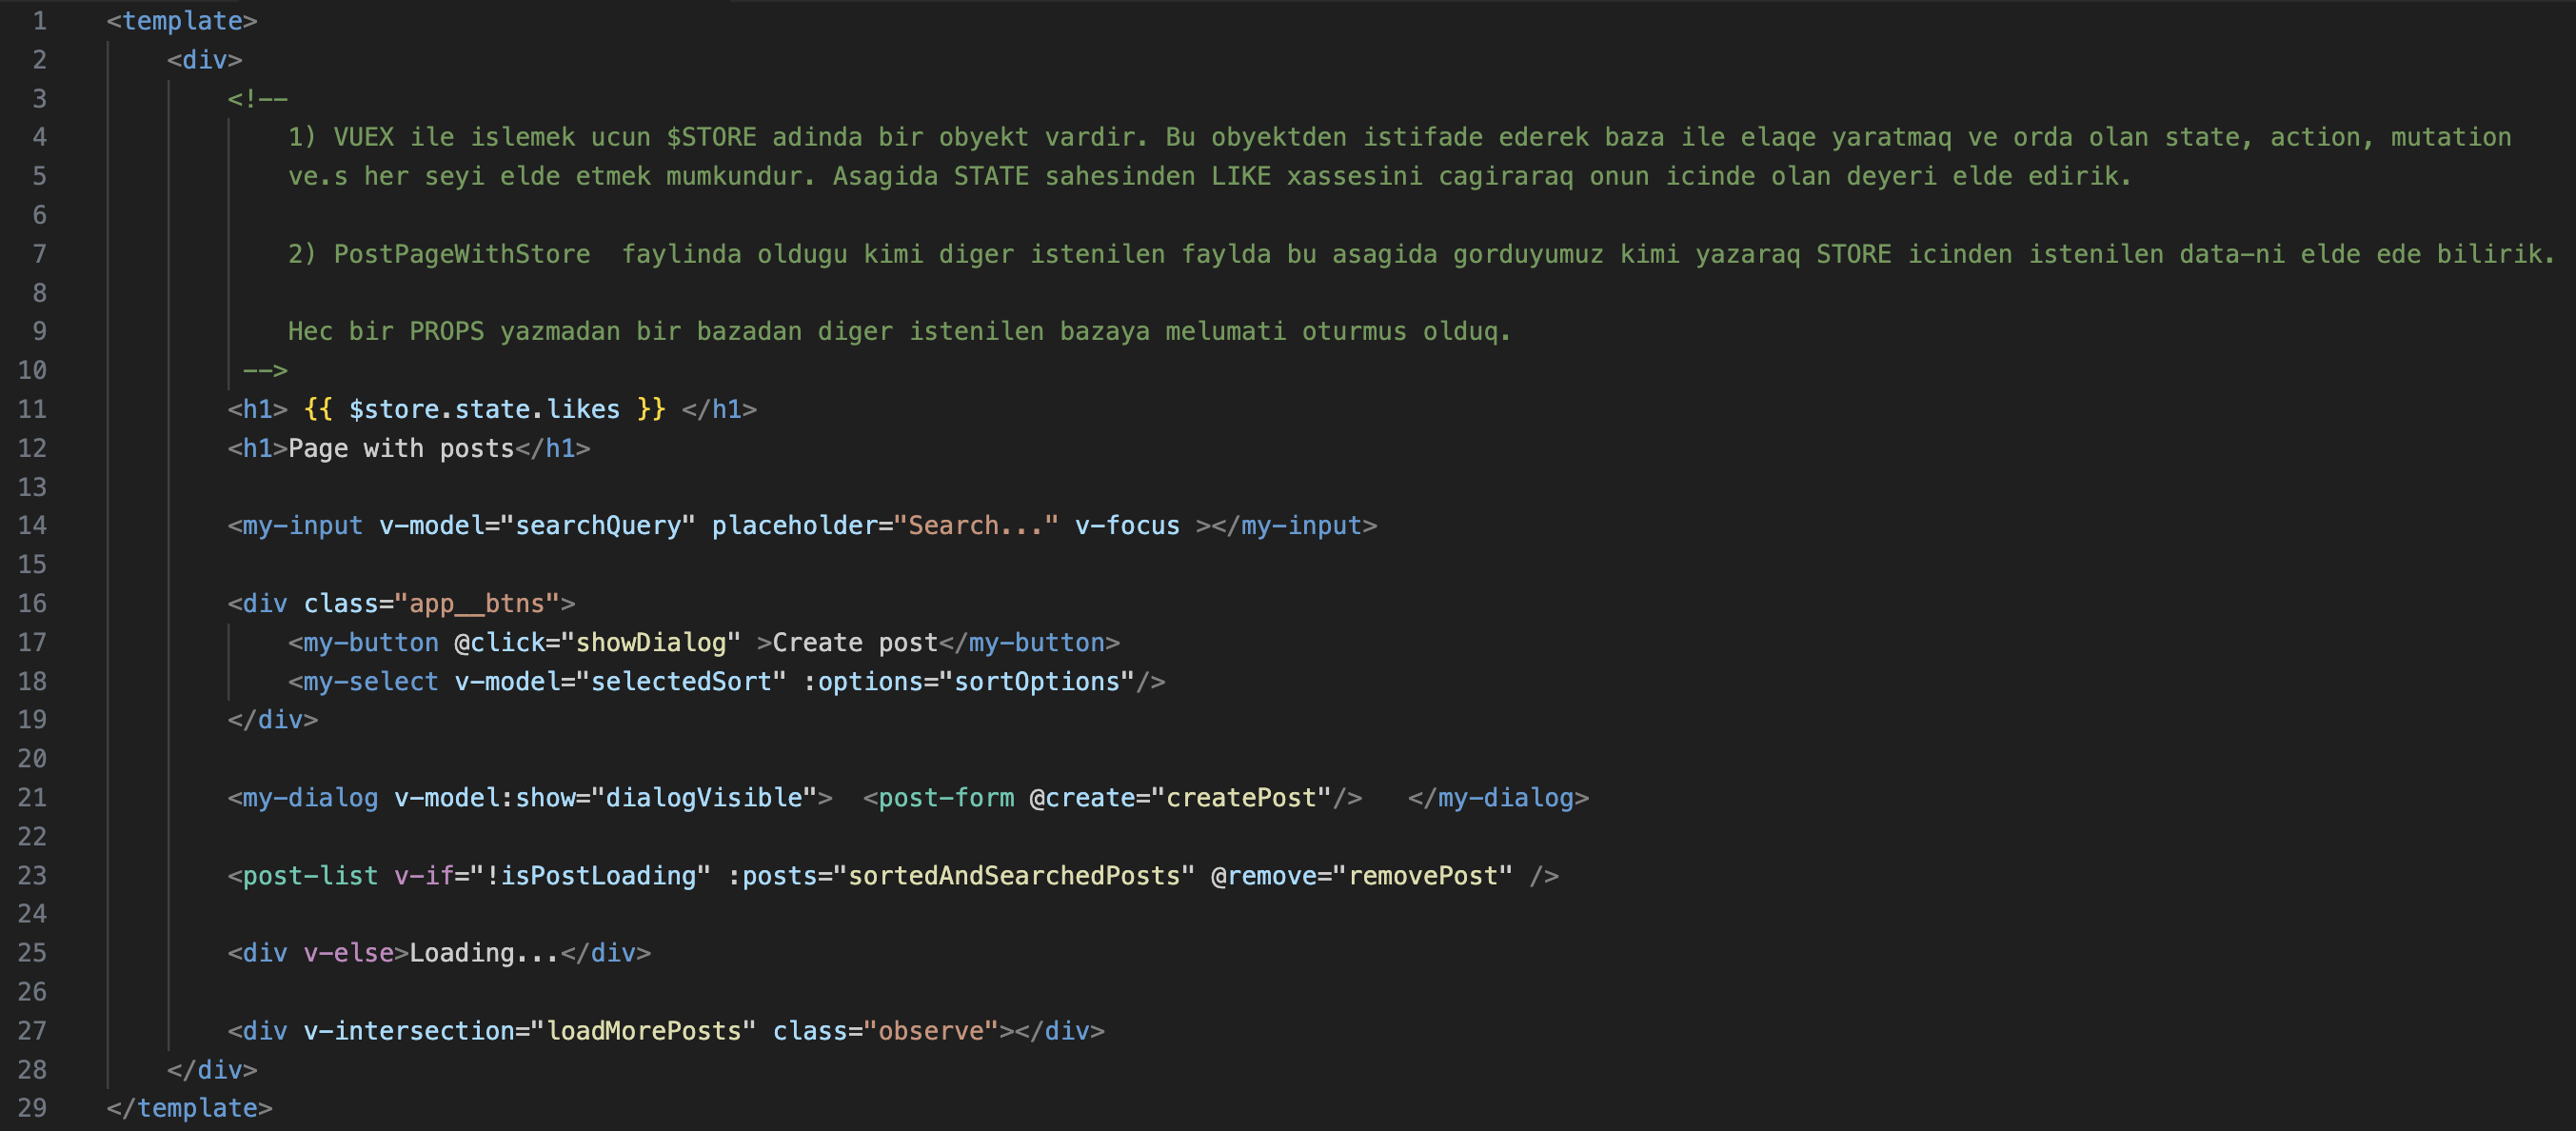 1 <template>
2 <div>
3 <!--
4 1) VUEX ile islemek ucun $STORE adinda bir obyekt vardir. Bu obyektden istifade ederek baza ile elaqe yaratmaq ve orda olan state, action, mutation
5 ve.s her seyi elde etmek mumkundur. Asagida STATE sahesinden LIKE xassesini cagiraraq onun icinde olan deyeri elde edirik.
6
7 2) PostPageWithStore  faylinda oldugu kimi diger istenilen faylda bu asagida gorduyumuz kimi yazaraq STORE icinden istenilen data-ni elde ede bilirik.
8
9 Hec bir PROPS yazmadan bir bazadan diger istenilen bazaya melumati oturmus olduq.
10 -->
11 <h1> {{ $store.state.likes }} </h1>
12 <h1>Page with posts</h1>
13
14 <my-input v-model="searchQuery" placeholder="Search..." v-focus ></my-input>
15
16 <div class="app__btns">
17 <my-button @click="showDialog" >Create post</my-button>
18 <my-select v-model="selectedSort" :options="sortOptions"/>
19 </div>
20
21 <my-dialog v-model:show="dialogVisible">  <post-form @create="createPost"/>   </my-dialog>
22
23 <post-list v-if="!isPostLoading" :posts="sortedAndSearchedPosts" @remove="removePost" />
24
25 <div v-else>Loading...</div>
26
27 <div v-intersection="loadMorePosts" class="observe"></div>
28 </div>
29 </template>